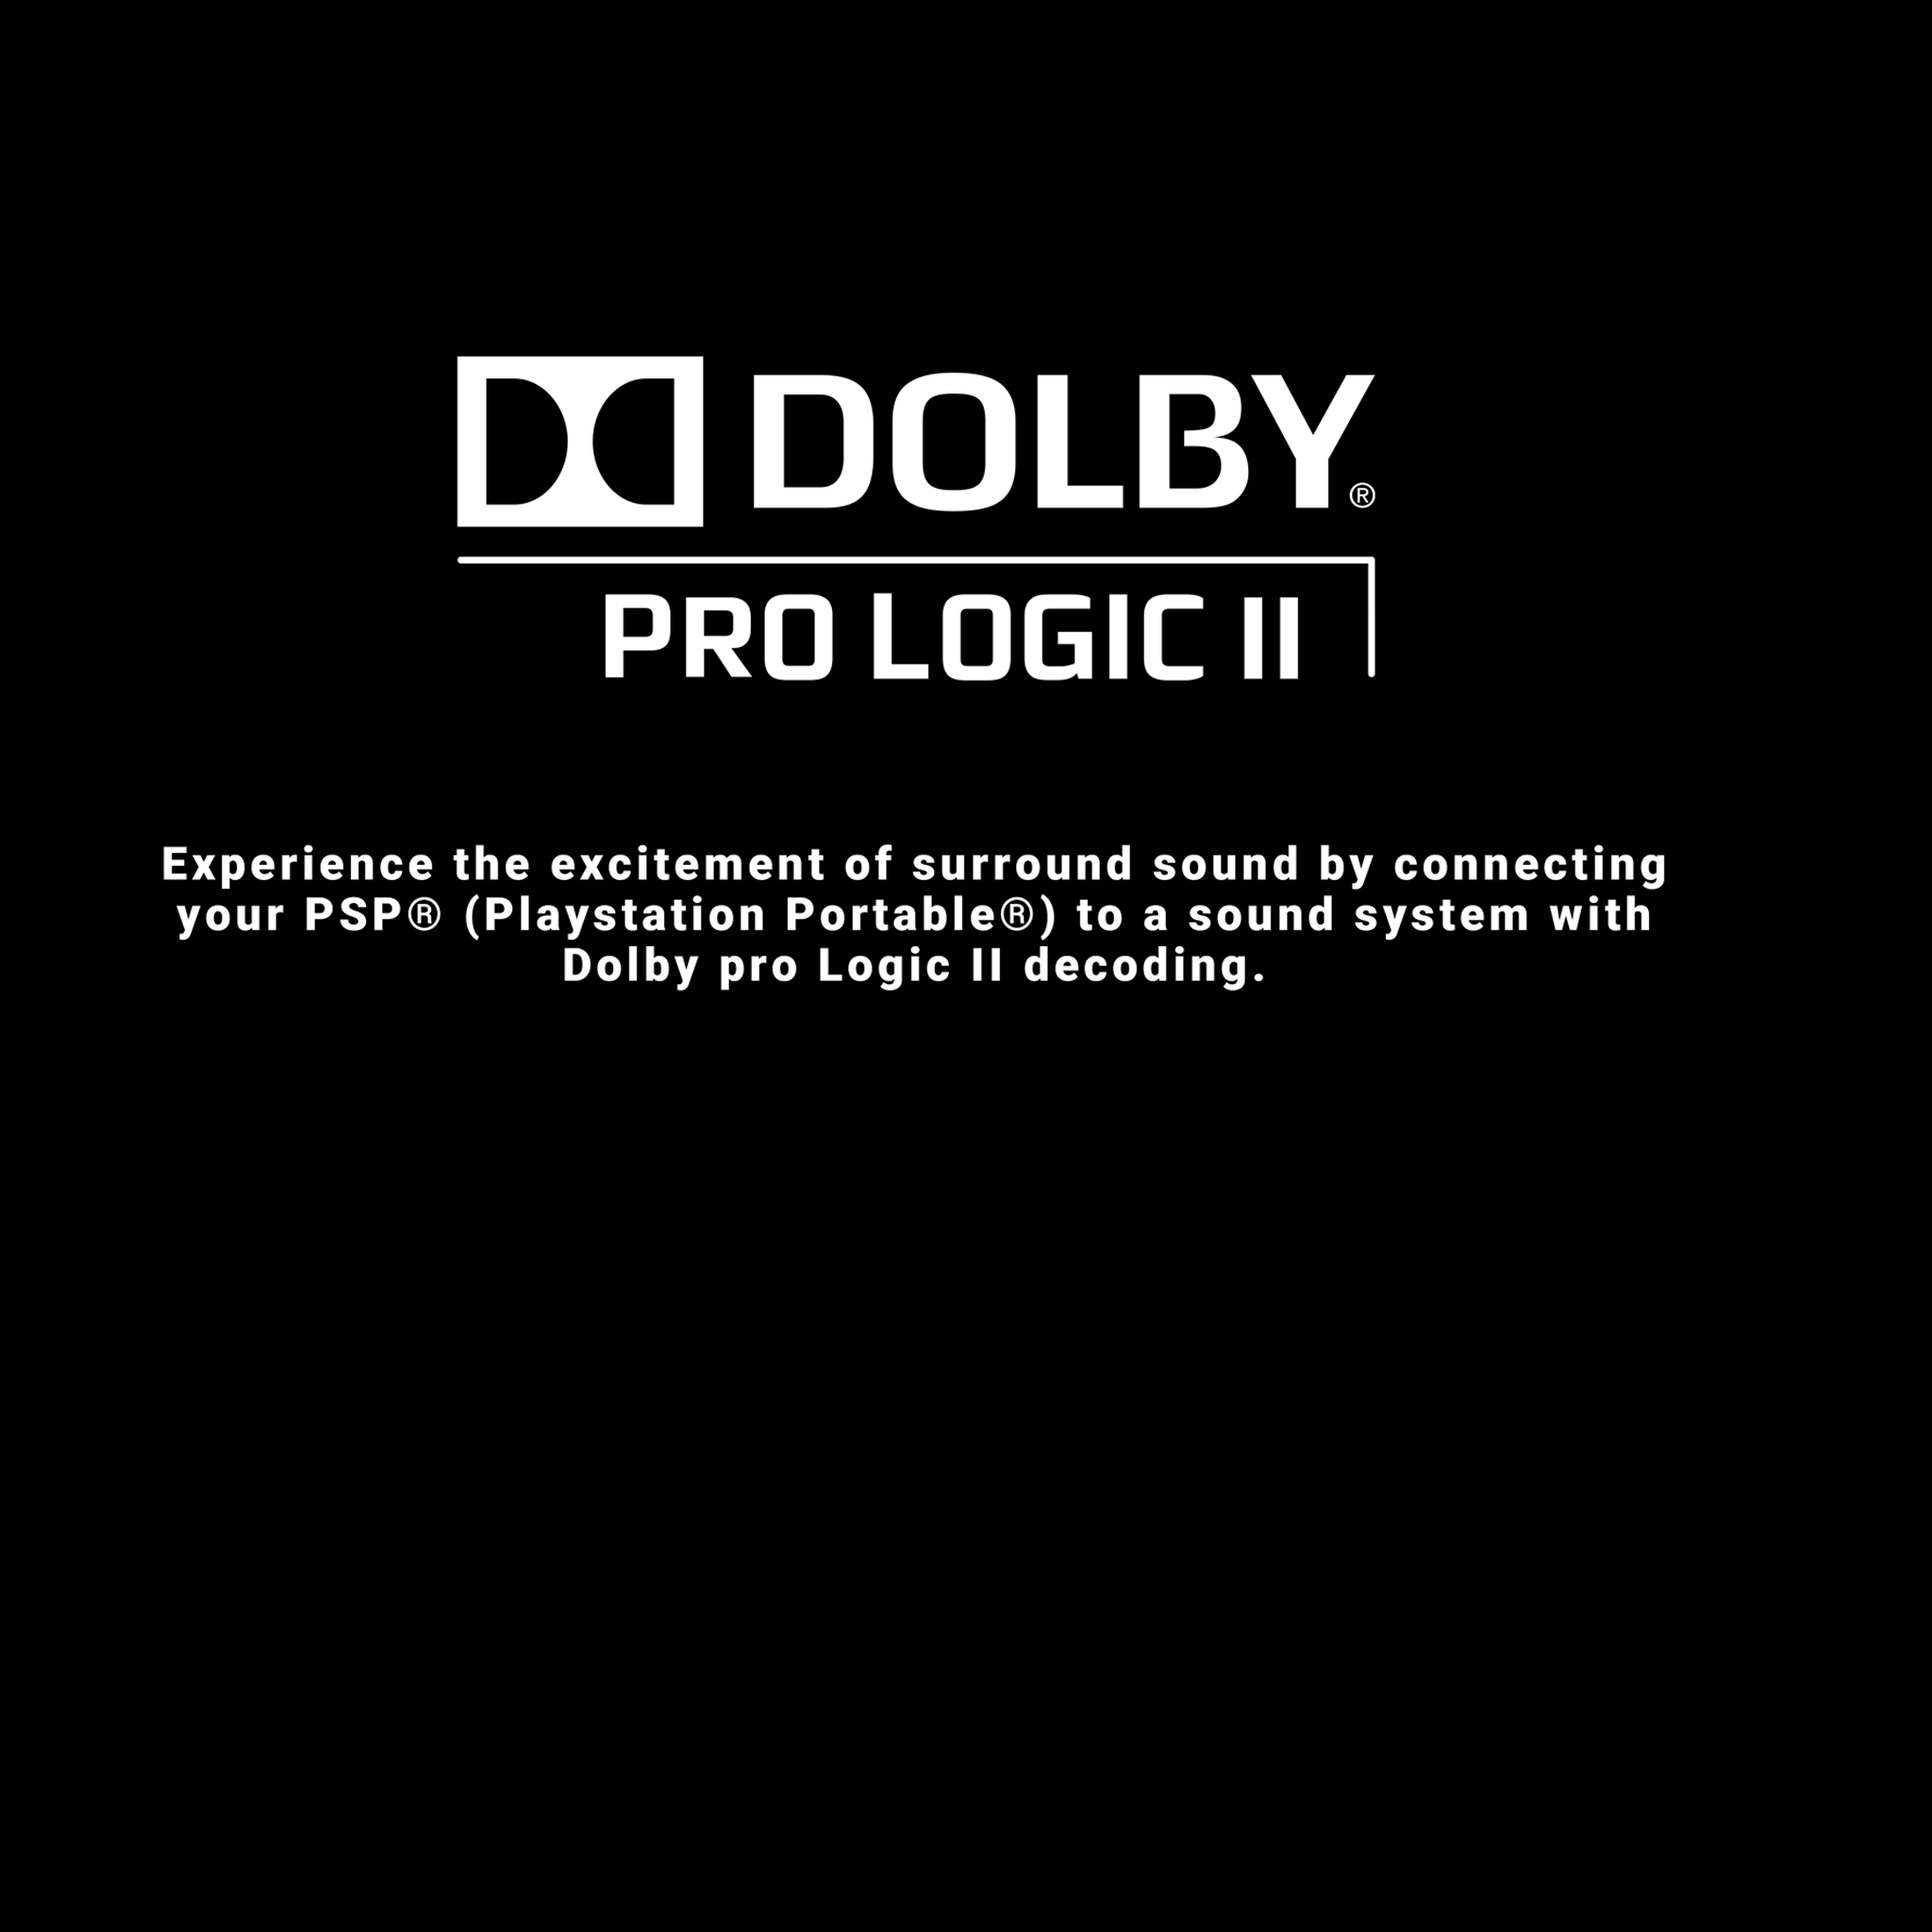 DOLBY®
PRO LOGIC II
Experience the excitement of surround sound by connecting
your PSP® (Playstation Portable®) to a sound system with
Dolby pro Logic II decoding.